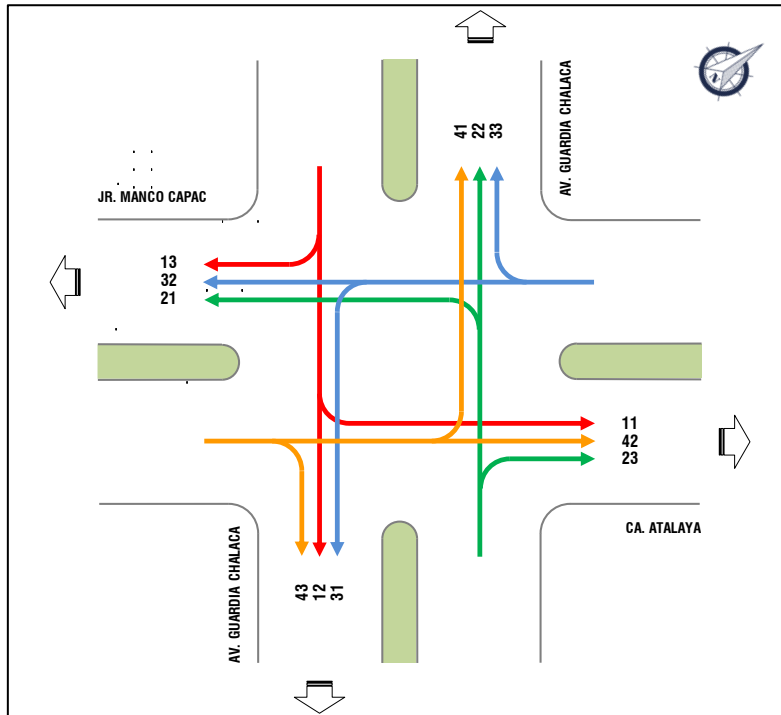 41
22
33
AV. GUARDIA CHALACA
N
JR. MANCO CAPAC
13
32
21
11
42
23
CA. ATALAYA
AV. GUARDIA CHALACA
43
12
31